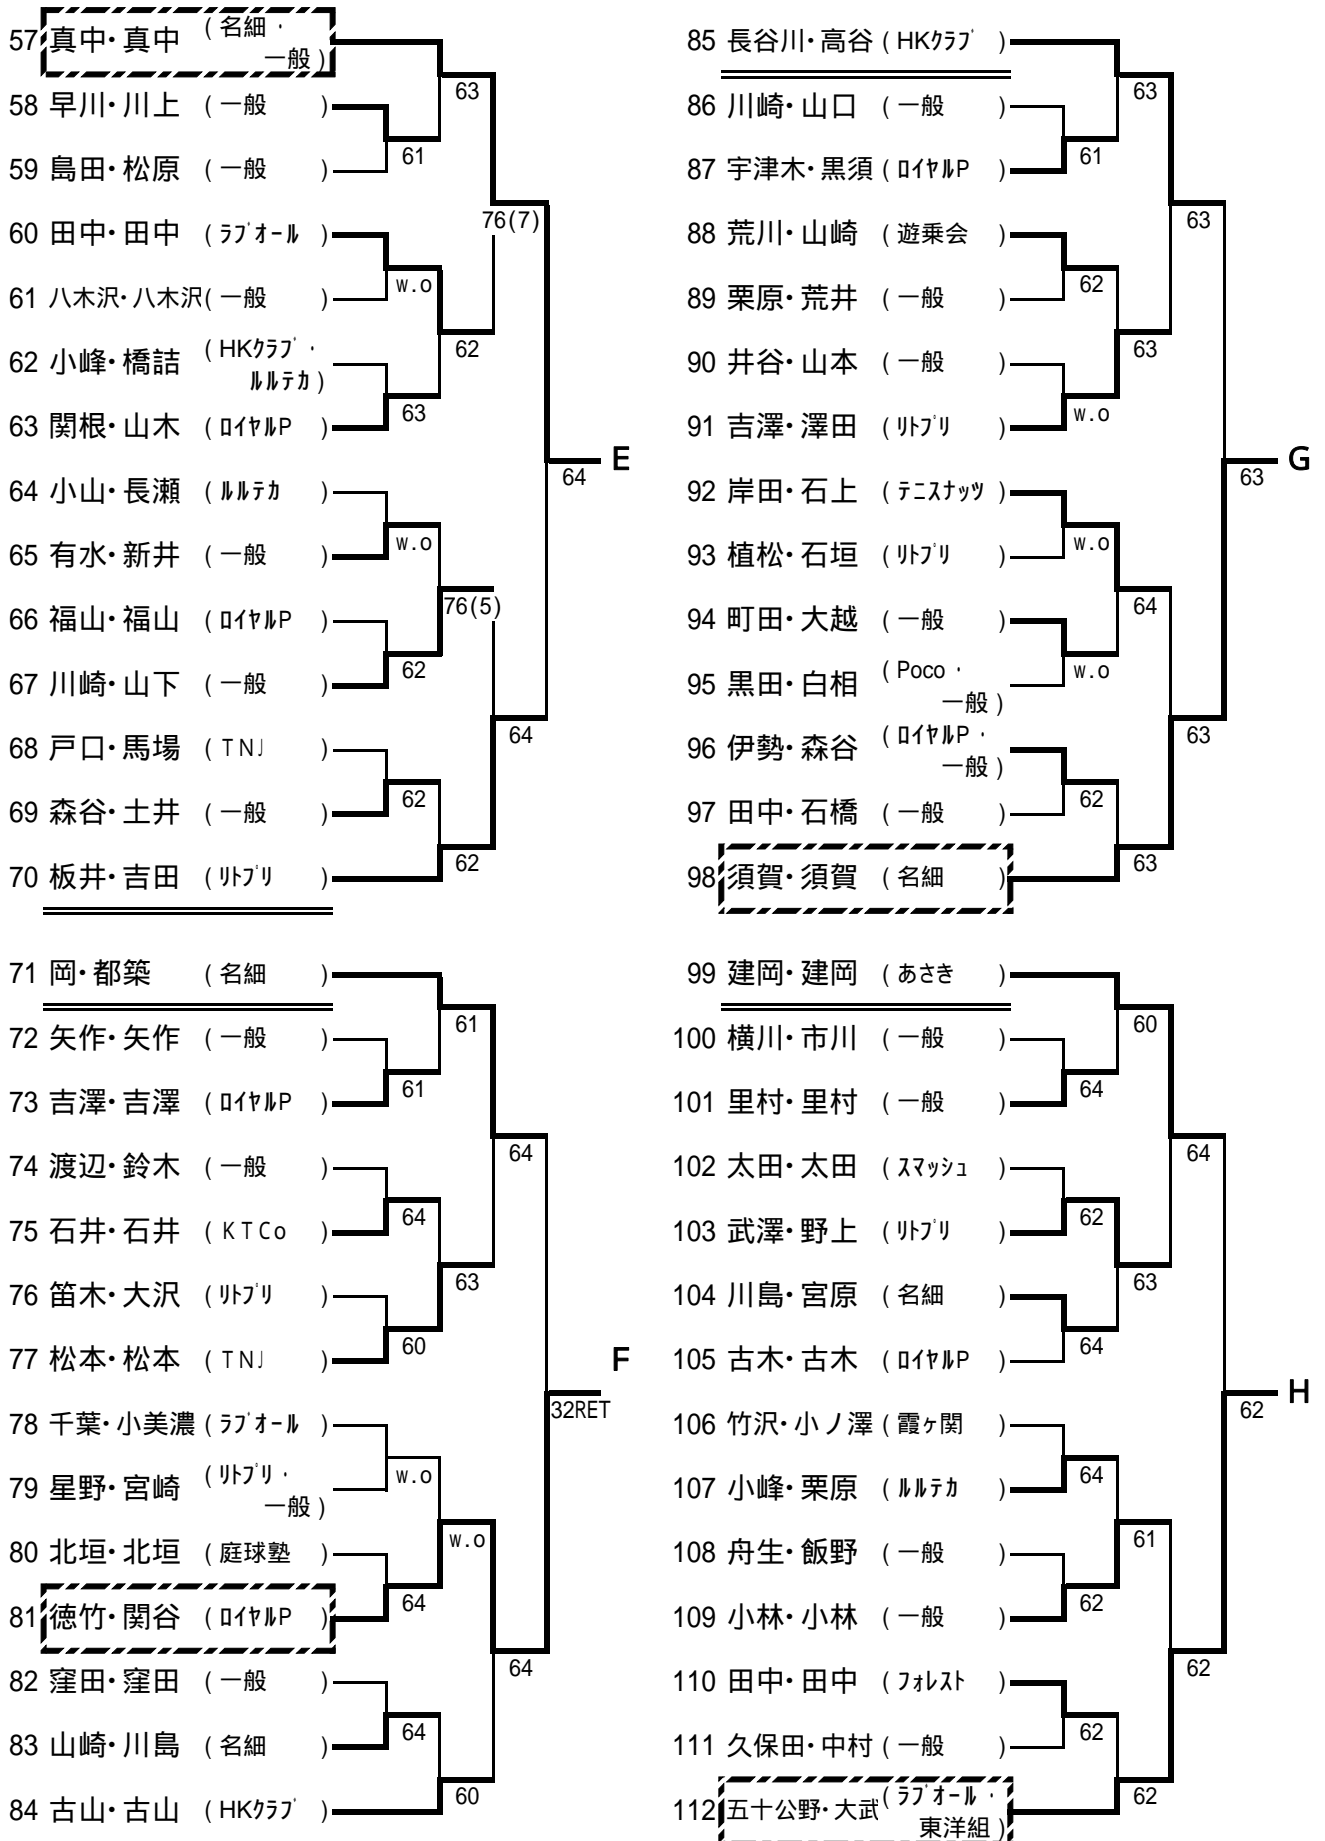 57 真中・真中 (名細・
一般)
63
58 早川・川上 (一般 )
61
59 島田・松原 (一般 )
76(7)
60 田中・田中 (ﾗﾌﾞｵｰﾙ )
w.o
61 八木沢・八木沢(一般 )
62
62 小峰・橋詰 (HKｸﾗﾌﾞ・
ﾙﾙﾃｶ)
63
63 関根・山木 (ﾛｲﾔﾙP )
64 E
64 小山・長瀬 (ﾙﾙﾃｶ )
w.o
65 有水・新井 (一般 )
76(5)
66 福山・福山 (ﾛｲﾔﾙP )
62
67 川崎・山下 (一般 )
64
68 戸口・馬場 (TNJ )
62
69 森谷・土井 (一般 )
62
70 板井・吉田 (ﾘﾄﾌﾟﾘ )
71 岡・都築 (名細 )
61
72 矢作・矢作 (一般 )
61
73 吉澤・吉澤 (ﾛｲﾔﾙP )
64
74 渡辺・鈴木 (一般 )
64
75 石井・石井 (KTCo )
63
76 笛木・大沢 (ﾘﾄﾌﾟﾘ )
60
77 松本・松本 (TNJ )
F
32RET
78 千葉・小美濃(ﾗﾌﾞｵｰﾙ )
w.o
79 星野・宮崎 (ﾘﾄﾌﾟﾘ・
一般)
w.o
80 北垣・北垣 (庭球塾 )
64
81 徳竹・関谷 (ﾛｲﾔﾙP )
64
82 窪田・窪田 (一般 )
64
83 山崎・川島 (名細 )
60
84 古山・古山 (HKｸﾗﾌﾞ )
85 長谷川・高谷(HKｸﾗﾌﾞ )
63
86 川崎・山口 (一般 )
61
87 宇津木・黒須(ﾛｲﾔﾙP )
63
88 荒川・山崎 (遊乗会 )
62
89 栗原・荒井 (一般 )
63
90 井谷・山本 (一般 )
w.o
91 吉澤・澤田 (ﾘﾄﾌﾟﾘ )
63 G
92 岸田・石上 (ﾃﾆｽﾅｯﾂ )
w.o
93 植松・石垣 (ﾘﾄﾌﾟﾘ )
64
94 町田・大越 (一般 )
w.o
95 黒田・白相 (Poco・
一般)
63
96 伊勢・森谷 (ﾛｲﾔﾙP・
一般)
62
97 田中・石橋 (一般 )
63
98 須賀・須賀 (名細 )
99 建岡・建岡 (あさき )
60
100 横川・市川 (一般 )
64
101 里村・里村 (一般 )
64
102 太田・太田 (ｽﾏｯｼｭ )
62
103 武澤・野上 (ﾘﾄﾌﾟﾘ )
63
104 川島・宮原 (名細 )
64
105 古木・古木 (ﾛｲﾔﾙP )
62 H
106 竹沢・小ノ澤(霞ヶ関 )
64
107 小峰・栗原 (ﾙﾙﾃｶ )
61
108 舟生・飯野 (一般 )
62
109 小林・小林 (一般 )
62
110 田中・田中 (ﾌｫﾚｽﾄ )
62
111 久保田・中村(一般 )
62
112 五十公野・大武(ﾗﾌﾞｵｰﾙ・
東洋組)